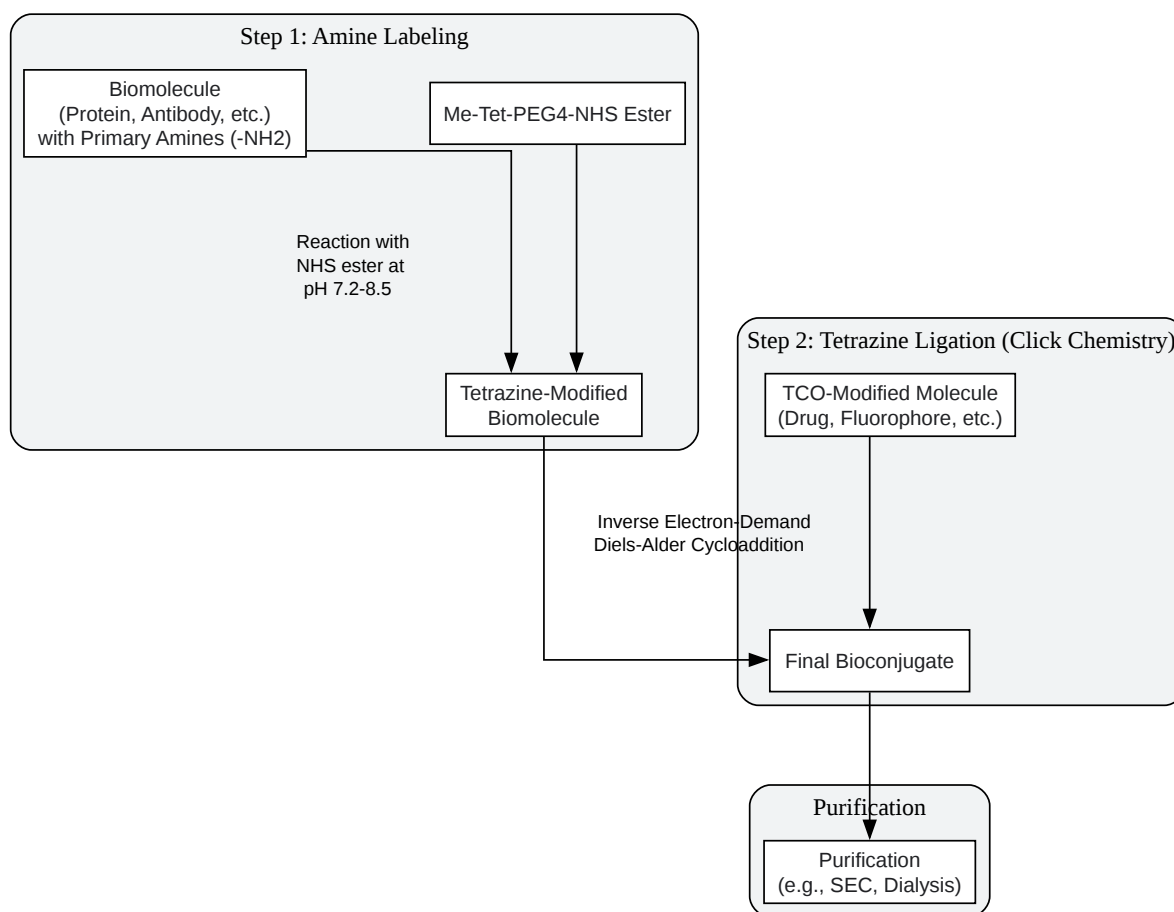 Step 1: Amine Labeling
Biomolecule
(Protein, Antibody, etc.)
with Primary Amines (-NH2)
Me-Tet-PEG4-NHS Ester
Reaction with
NHS ester at
pH 7.2-8.5
Tetrazine-Modified
Biomolecule
Step 2: Tetrazine Ligation (Click Chemistry)
TCO-Modified Molecule
(Drug, Fluorophore, etc.)
Inverse Electron-Demand
Diels-Alder Cycloaddition
Final Bioconjugate
Purification
Purification
(e.g., SEC, Dialysis)